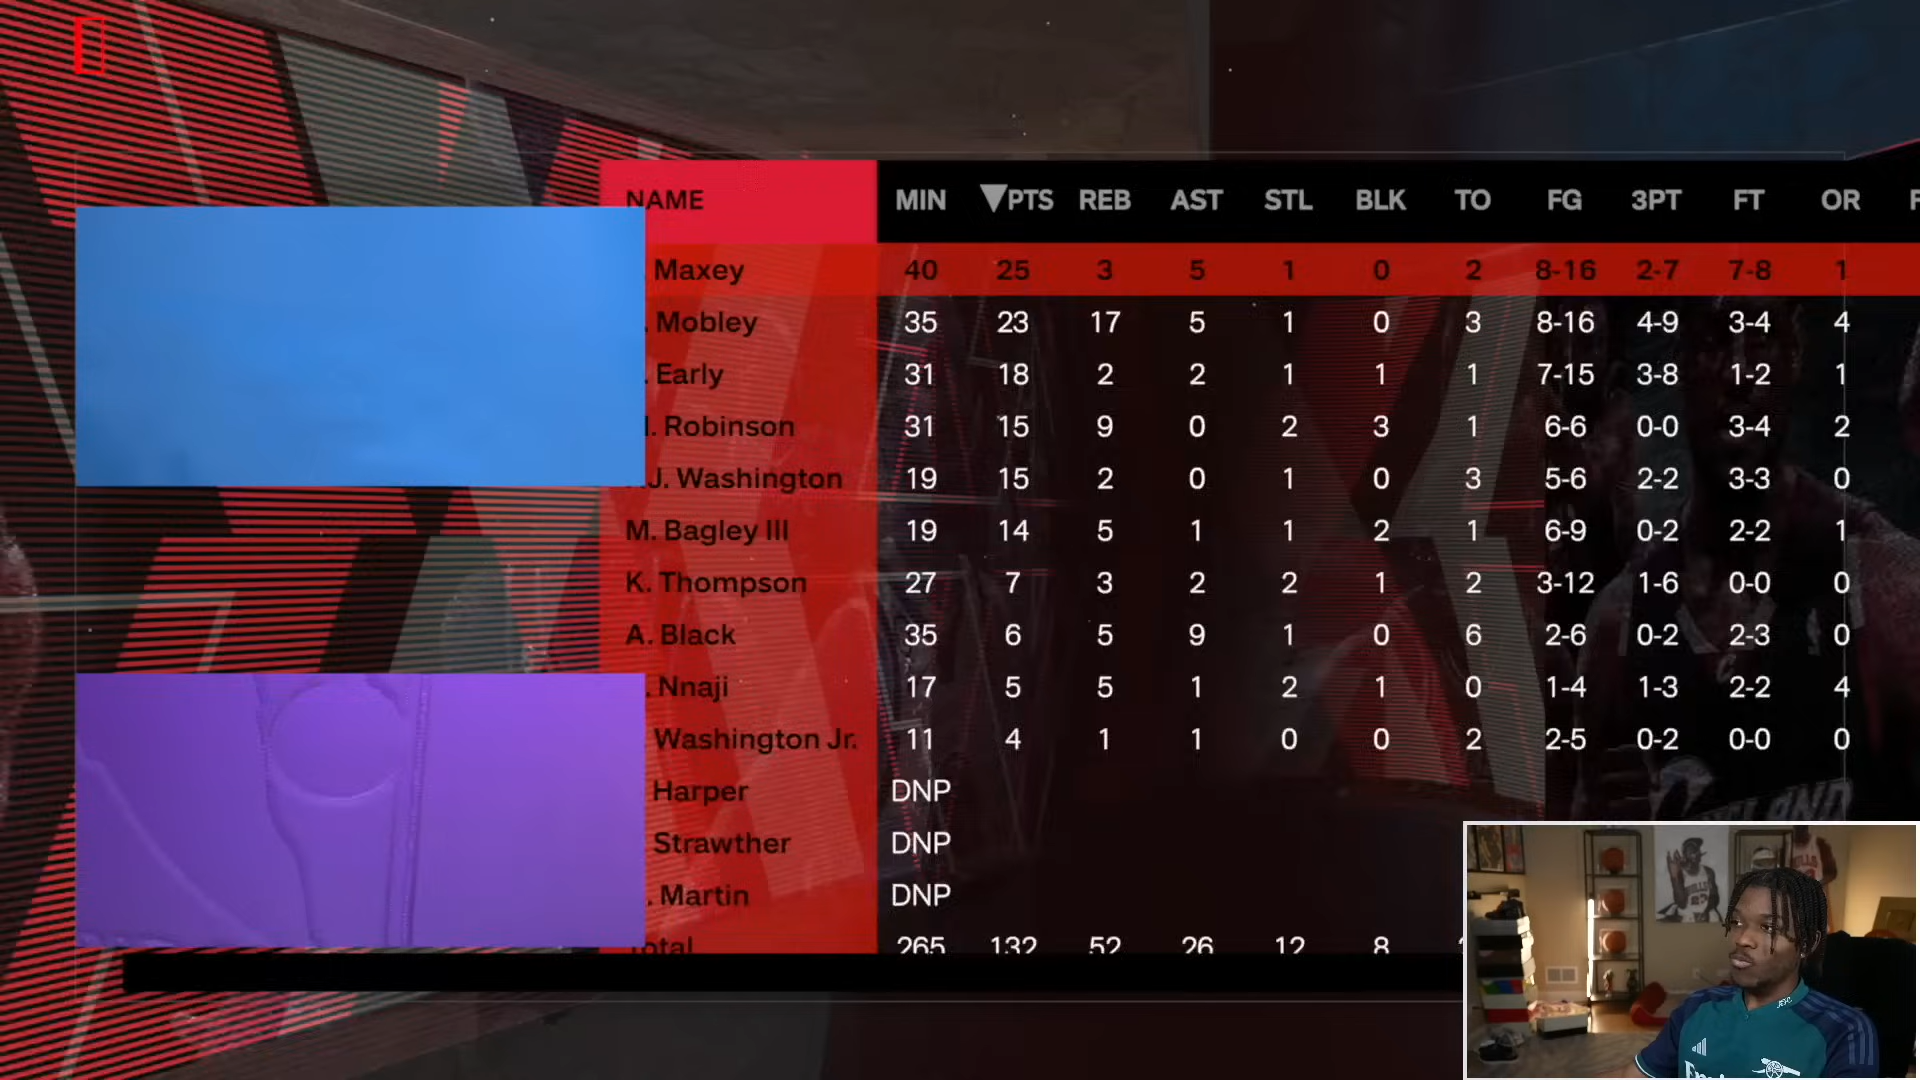 NAME MIN ▼PTS REB AST STL BLK TO FG 3PT FT OR
Maxey 40 25 3 5 1 0 2 8-16 2-7 7-8 1
. Mobley 35 23 17 5 1 0 3 8-16 4-9 3-4 4
. Early 31 18 2 2 1 1 1 7-15 3-8 1-2 1
. Robinson 31 15 9 0 2 3 1 6-6 0-0 3-4 2
.J. Washington 19 15 2 0 1 0 3 5-6 2-2 3-3 0
M. Bagley III 19 14 5 1 1 2 1 6-9 0-2 2-2 1
K. Thompson 27 7 3 2 2 1 2 3-12 1-6 0-0 0
A. Black 35 6 5 9 1 0 6 2-6 0-2 2-3 0
. Nnaji 17 5 5 1 2 1 0 1-4 1-3 2-2 4
Washington Jr. 11 4 1 1 0 0 2 2-5 0-2 0-0 0
Harper DNP
Strawther DNP
. Martin DNP
Total 265 132 52 26 12 8